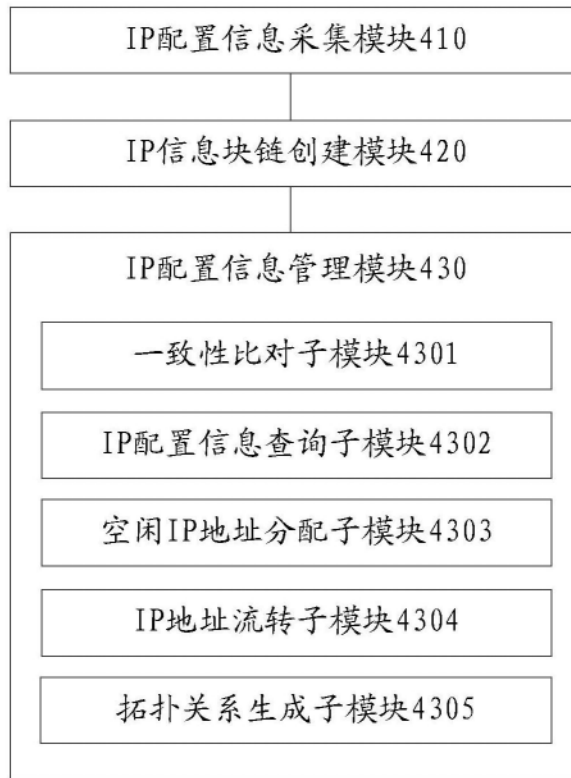 IP配置信息采集模块410
IP信息块链创建模块420
IP配置信息管理模块430
一致性比对子模块4301
IP配置信息查询子模块4302
空闲IP地址分配子模块4303
IP地址流转子模块4304
拓扑关系生成子模块4305